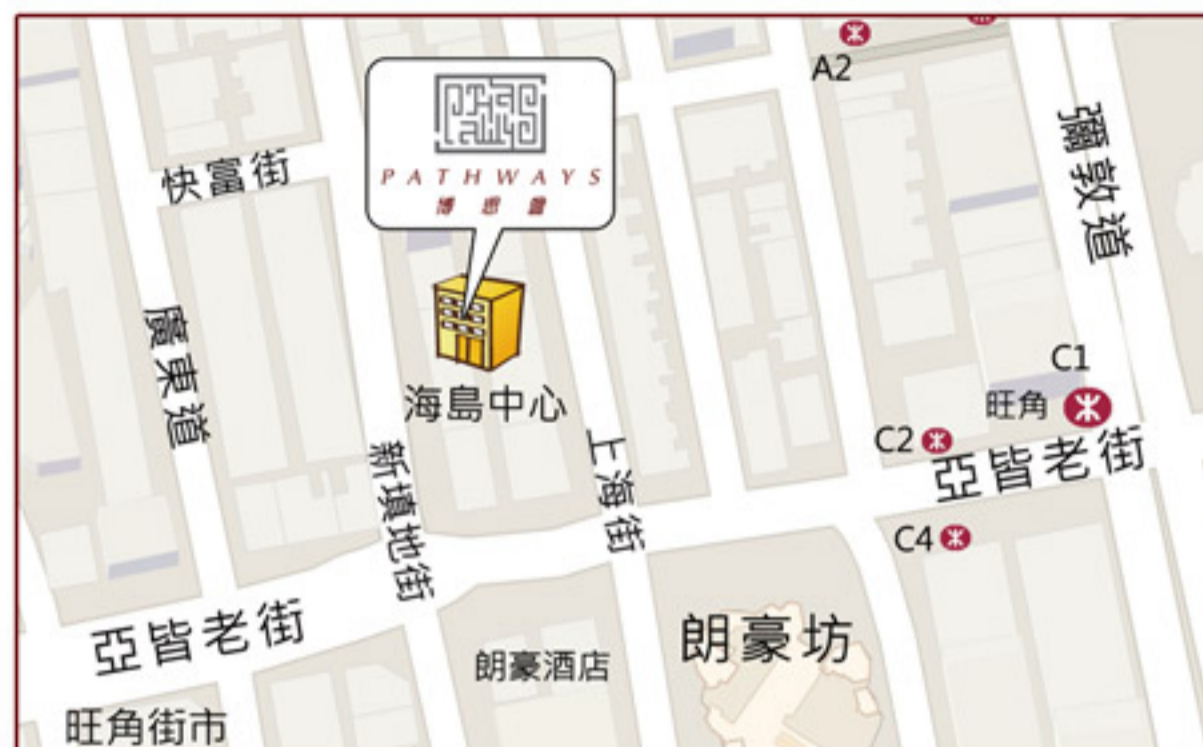 A2
PATHWAYS
PATHWAYS
博思會
彌敦道
快富街
廣東道
海島中心
C1
旺角
C2
亞皆老街
新填地街
上海街
C4
亞皆老街
朗豪酒店
朗豪坊
旺角街市